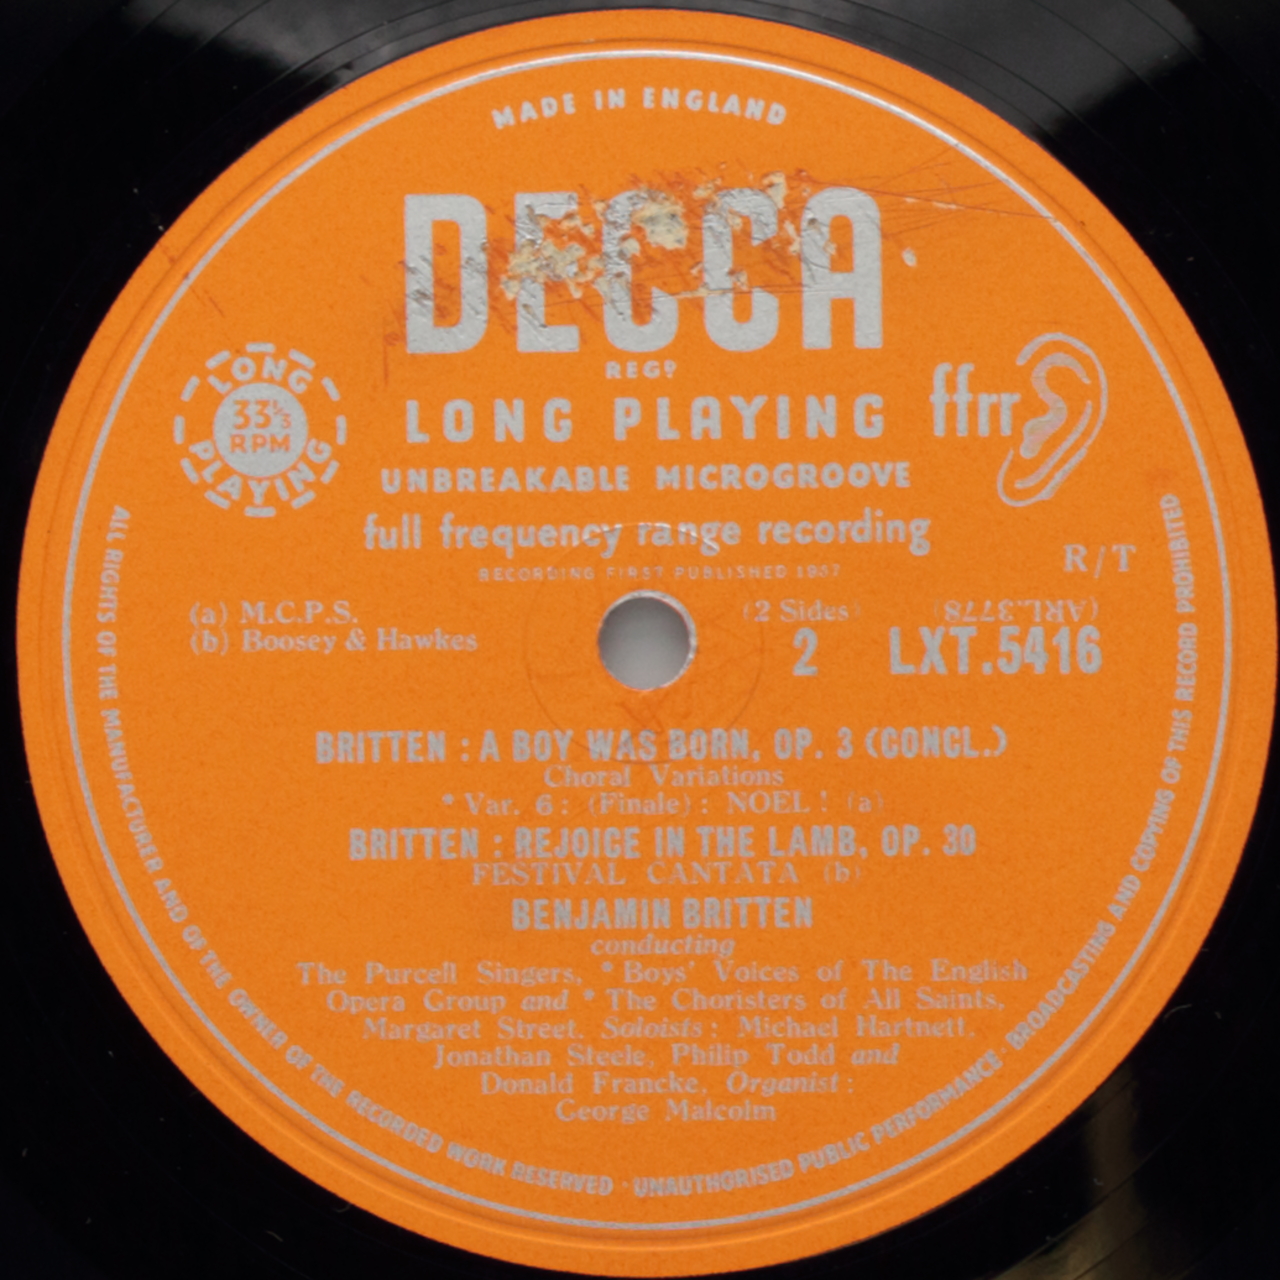 MADE IN ENGLAND
DECCA
REGD
LONG PLAYING
33⅓
RPM
LONG PLAYING
ffrr
UNBREAKABLE MICROGROOVE
full frequency range recording
RECORDING FIRST PUBLISHED 1957
R/T
(a) M.C.P.S.
(b) Boosey & Hawkes
(2 Sides)
(ARL.3778)
2
LXT.5416
BRITTEN : A BOY WAS BORN, OP. 3 (CONCL.)
Choral Variations
* Var. 6 : (Finale) : NOEL ! (a)
BRITTEN : REJOICE IN THE LAMB, OP. 30
FESTIVAL CANTATA (b)
BENJAMIN BRITTEN
conducting
The Purcell Singers, * Boys' Voices of The English
Opera Group and * The Choristers of All Saints,
Margaret Street. Soloists : Michael Hartnett,
Jonathan Steele, Philip Todd and
Donald Francke. Organist :
George Malcolm
ALL RIGHTS OF THE MANUFACTURER AND OF THE OWNER OF THE RECORDED WORK RESERVED · UNAUTHORISED PUBLIC PERFORMANCE · BROADCASTING AND COPYING OF THIS RECORD PROHIBITED